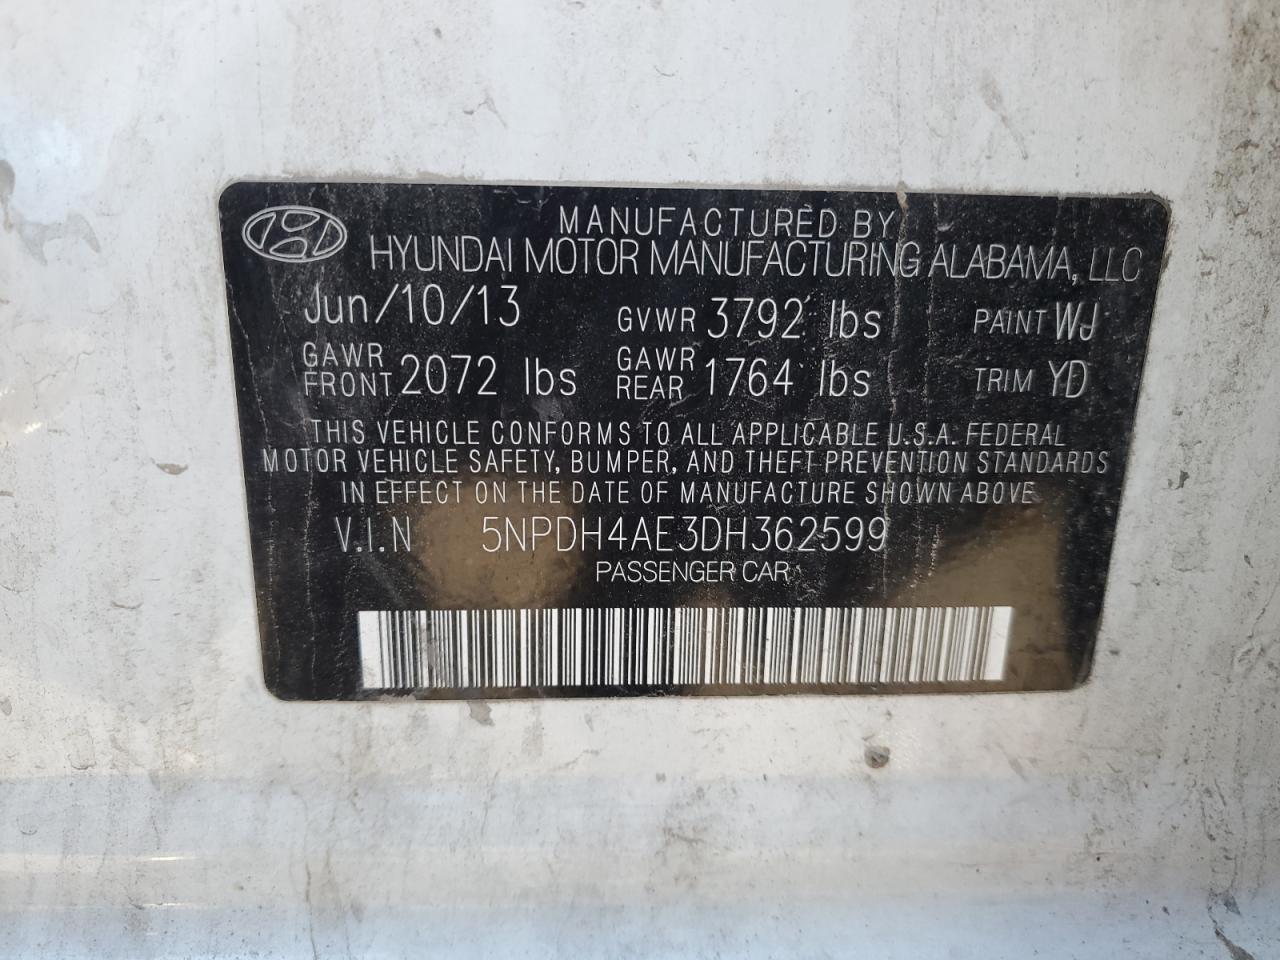 MANUFACTURED BY
HYUNDAI MOTOR MANUFACTURING ALABAMA, LLC
Jun/10/13 GVWR 3792 lbs PAINT WJ
GAWR FRONT 2072 lbs GAWR REAR 1764 lbs TRIM YD
THIS VEHICLE CONFORMS TO ALL APPLICABLE U.S.A. FEDERAL
MOTOR VEHICLE SAFETY, BUMPER, AND THEFT PREVENTION STANDARDS
IN EFFECT ON THE DATE OF MANUFACTURE SHOWN ABOVE
V.I.N 5NPDH4AE3DH362599
PASSENGER CAR